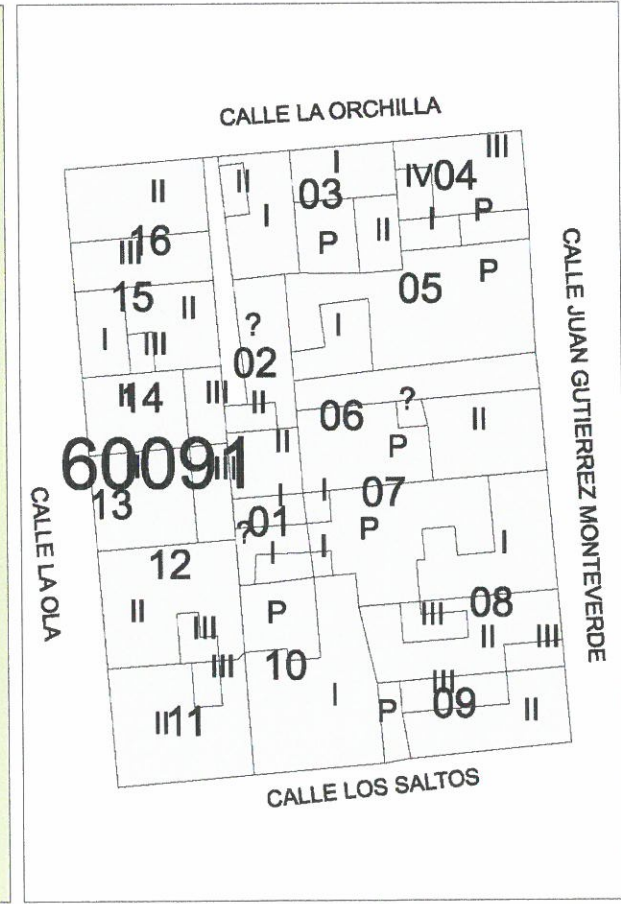 CALLE LA ORCHILLA
III
II
I
IV04
II
03
16
I
I
P
P
II
III
05
P
15
II
CALLE JUAN GUTIERREZ MONTEVERDE
?
I
I
III
02
14
III
II
?
06
II
P
II
60091
13
I
I
07
CALLE LA OLA
?01
P
I
I
I
12
II
P
III
08
III
II
III
III
10
III
I
P
09
II
II11
CALLE LOS SALTOS